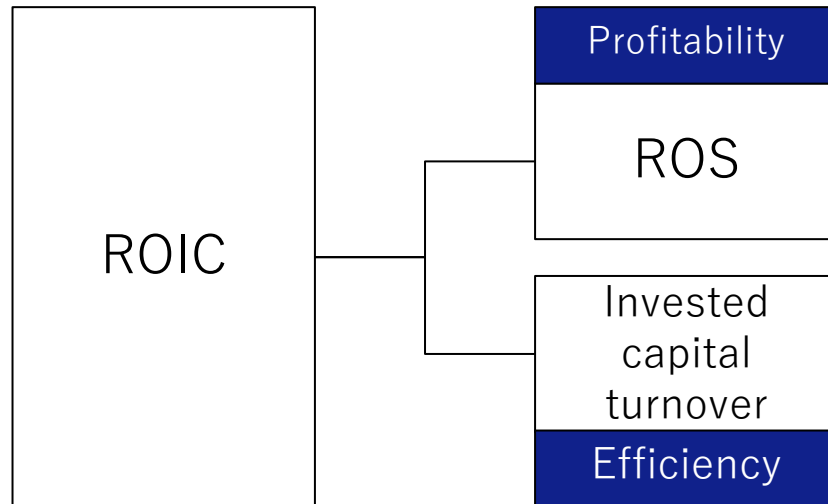 ROIC
Profitability
ROS
Invested
capital
turnover
Efficiency